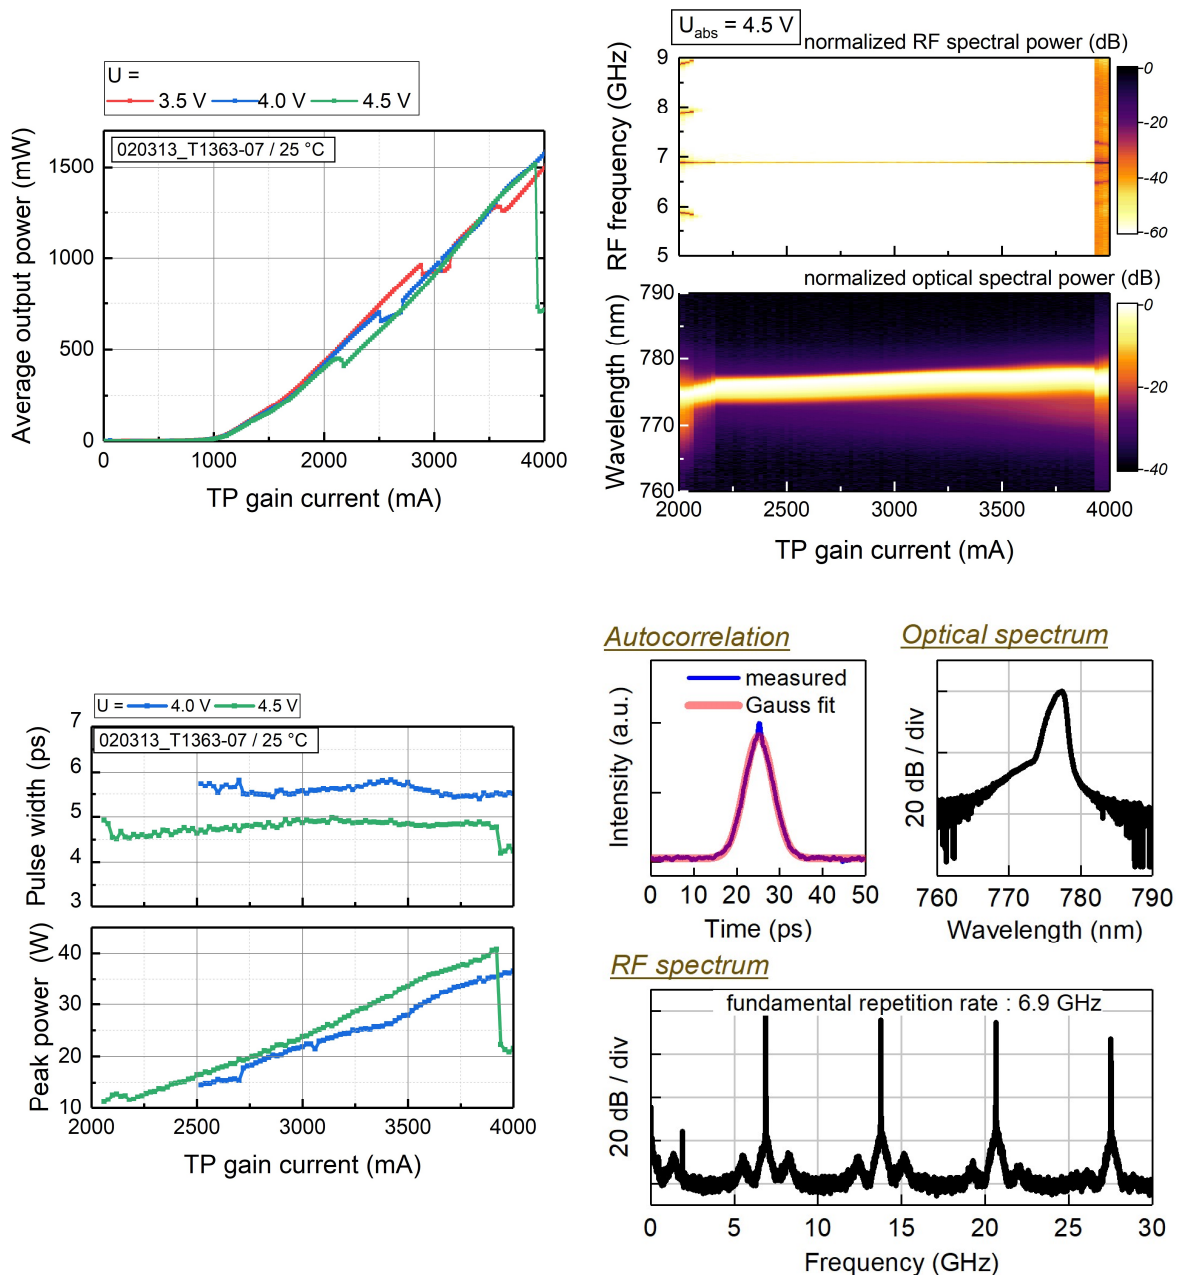 U =
3.5 V 4.0 V 4.5 V
020313_T1363-07 / 25 °C
Average output power (mW)
1500
1000
500
0
0 1000 2000 3000 4000
TP gain current (mA)
U_abs = 4.5 V
normalized RF spectral power (dB)
RF frequency (GHz)
9
8
7
6
5
0
-20
-40
-60
normalized optical spectral power (dB)
Wavelength (nm)
790
780
770
760
0
-20
-40
2000 2500 3000 3500 4000
TP gain current (mA)
U = 4.0 V 4.5 V
020313_T1363-07 / 25 °C
Pulse width (ps)
7
6
5
4
3
Peak power (W)
40
30
20
10
2000 2500 3000 3500 4000
TP gain current (mA)
Autocorrelation
measured
Gauss fit
Intensity (a.u.)
0 10 20 30 40 50
Time (ps)
Optical spectrum
20 dB / div
760 770 780 790
Wavelength (nm)
RF spectrum
fundamental repetition rate : 6.9 GHz
20 dB / div
0 5 10 15 20 25 30
Frequency (GHz)